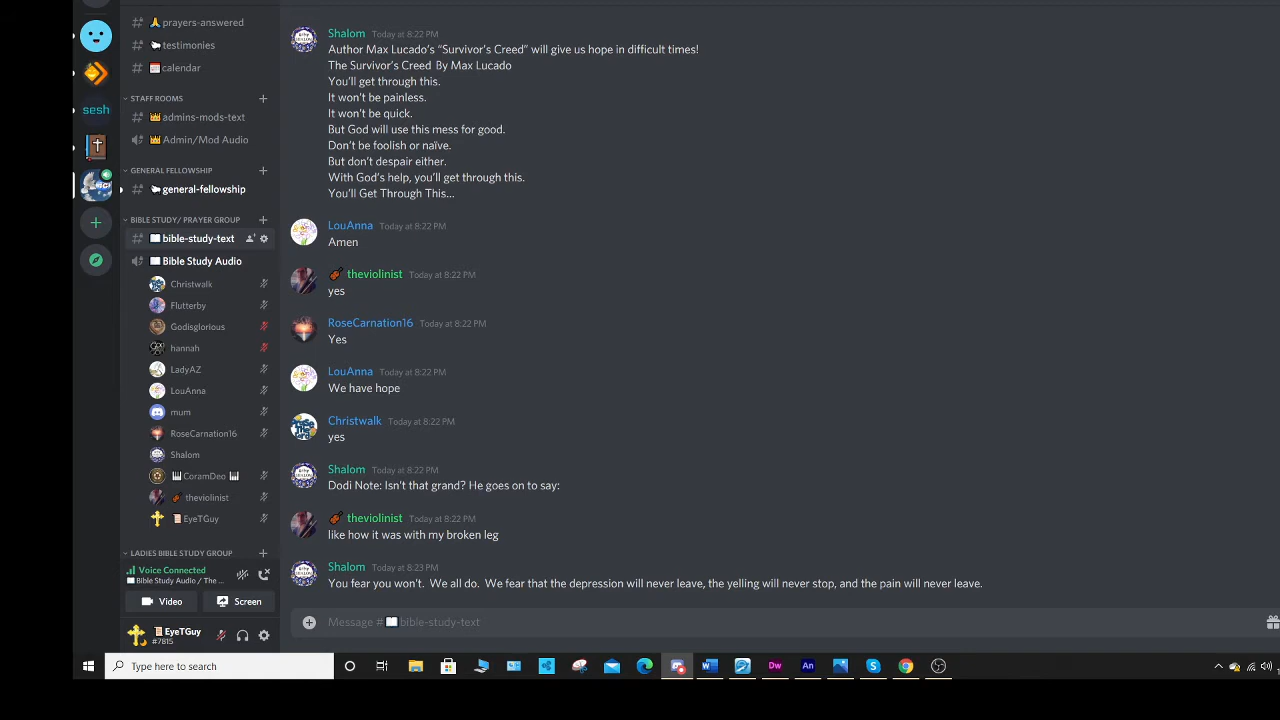 prayers-answered
testimonies
calendar
STAFF ROOMS
admins-mods-text
Admin/Mod Audio
GENERAL FELLOWSHIP
general-fellowship
BIBLE STUDY/ PRAYER GROUP
bible-study-text
Bible Study Audio
Christwalk
Flutterby
Godisglorious
hannah
LadyAZ
LouAnna
mum
RoseCarnation16
Shalom
CoramDeo
theviolinist
EyeTGuy
LADIES BIBLE STUDY GROUP
Voice Connected
Bible Study Audio / The ...
Video
Screen
EyeTGuy
#7815
sesh
Shalom Today at 8:22 PM
Author Max Lucado's “Survivor's Creed” will give us hope in difficult times!
The Survivor's Creed By Max Lucado
You'll get through this.
It won't be painless.
It won't be quick.
But God will use this mess for good.
Don't be foolish or naïve.
But don't despair either.
With God's help, you'll get through this.
You'll Get Through This...
LouAnna Today at 8:22 PM
Amen
theviolinist Today at 8:22 PM
yes
RoseCarnation16 Today at 8:22 PM
Yes
LouAnna Today at 8:22 PM
We have hope
Christwalk Today at 8:22 PM
yes
Shalom Today at 8:22 PM
Dodi Note: Isn't that grand? He goes on to say:
theviolinist Today at 8:22 PM
like how it was with my broken leg
Shalom Today at 8:23 PM
You fear you won't. We all do. We fear that the depression will never leave, the yelling will never stop, and the pain will never leave.
Message # bible-study-text
Type here to search
Dw
An